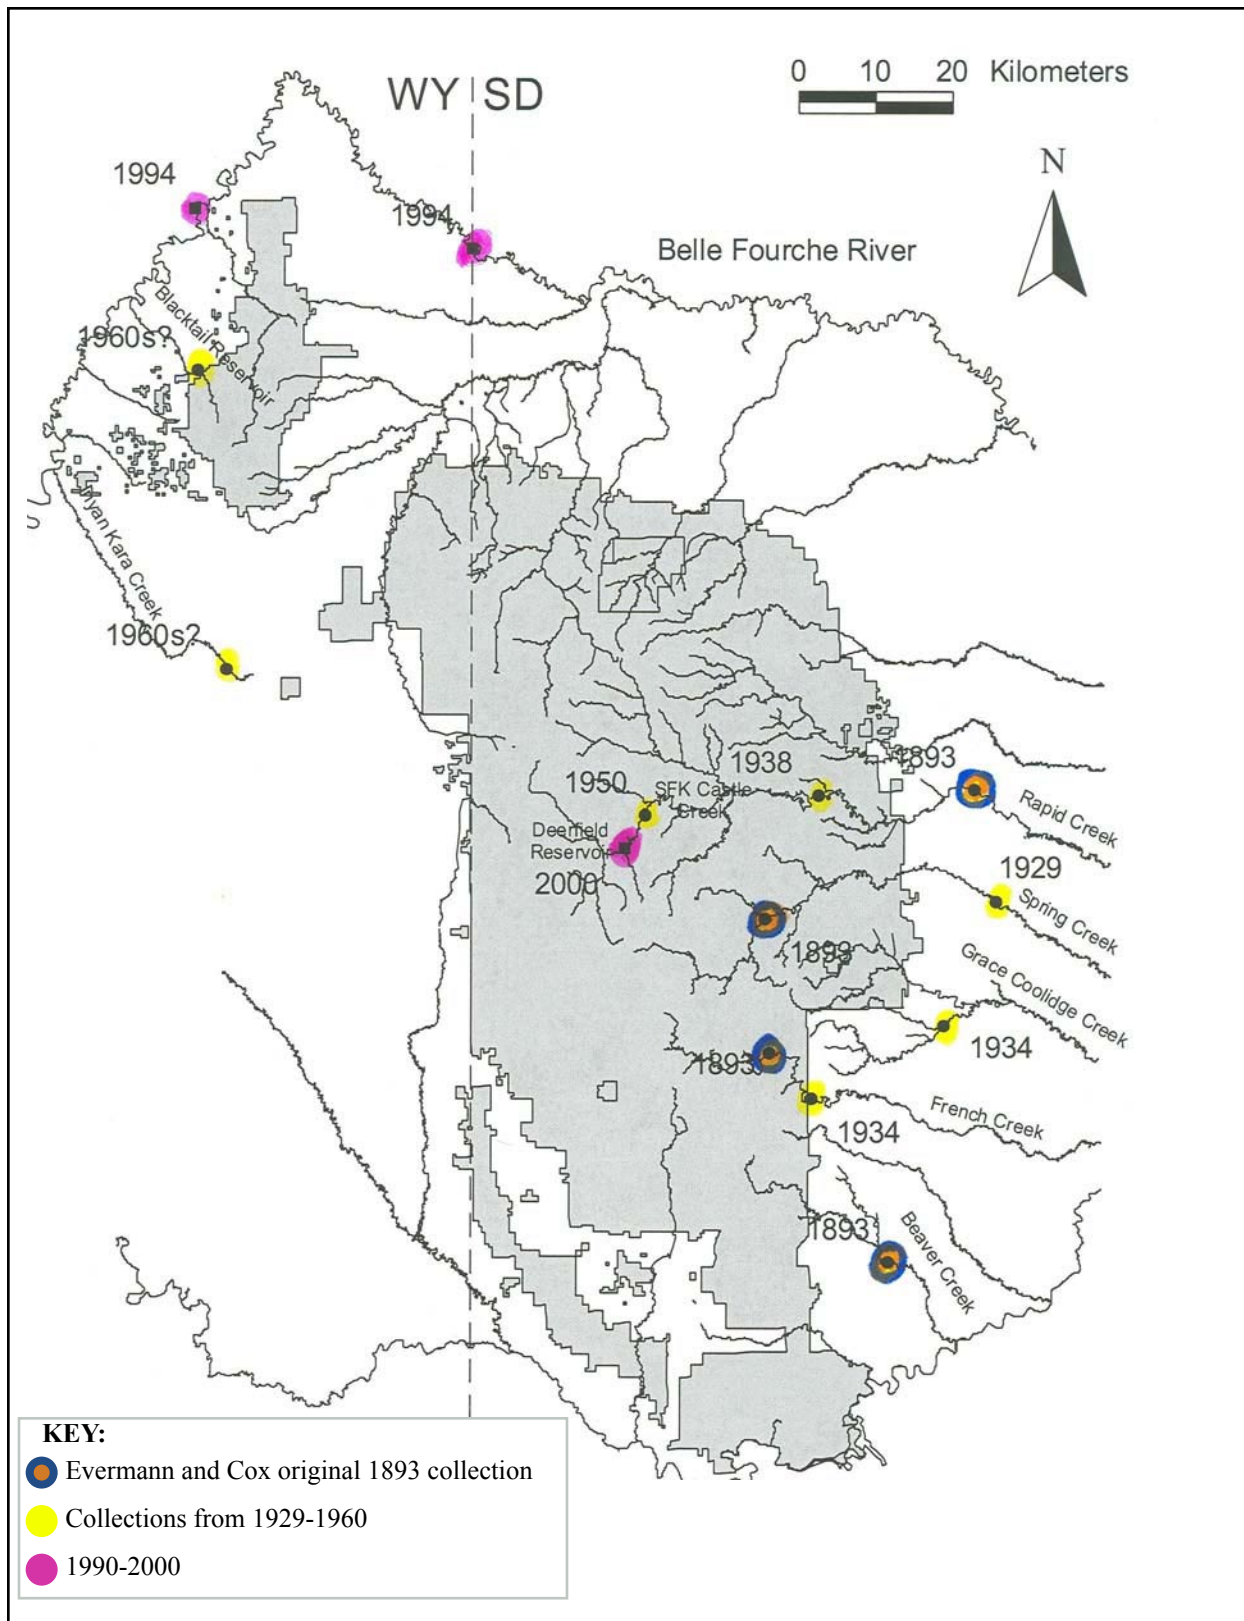 0 10 20 Kilometers
WY SD
N
1994
1994
Belle Fourche River
Blacktail Reservoir
1960s?
Inyan Kara Creek
1960s?
1893
1938
1950
SFK Castle
Creek
Rapid Creek
Deerfield
Reservoir
2000
1929
Spring Creek
1893
Grace Coolidge Creek
1934
1893
French Creek
1934
1893
Beaver Creek
KEY:
Evermann and Cox original 1893 collection
Collections from 1929-1960
1990-2000